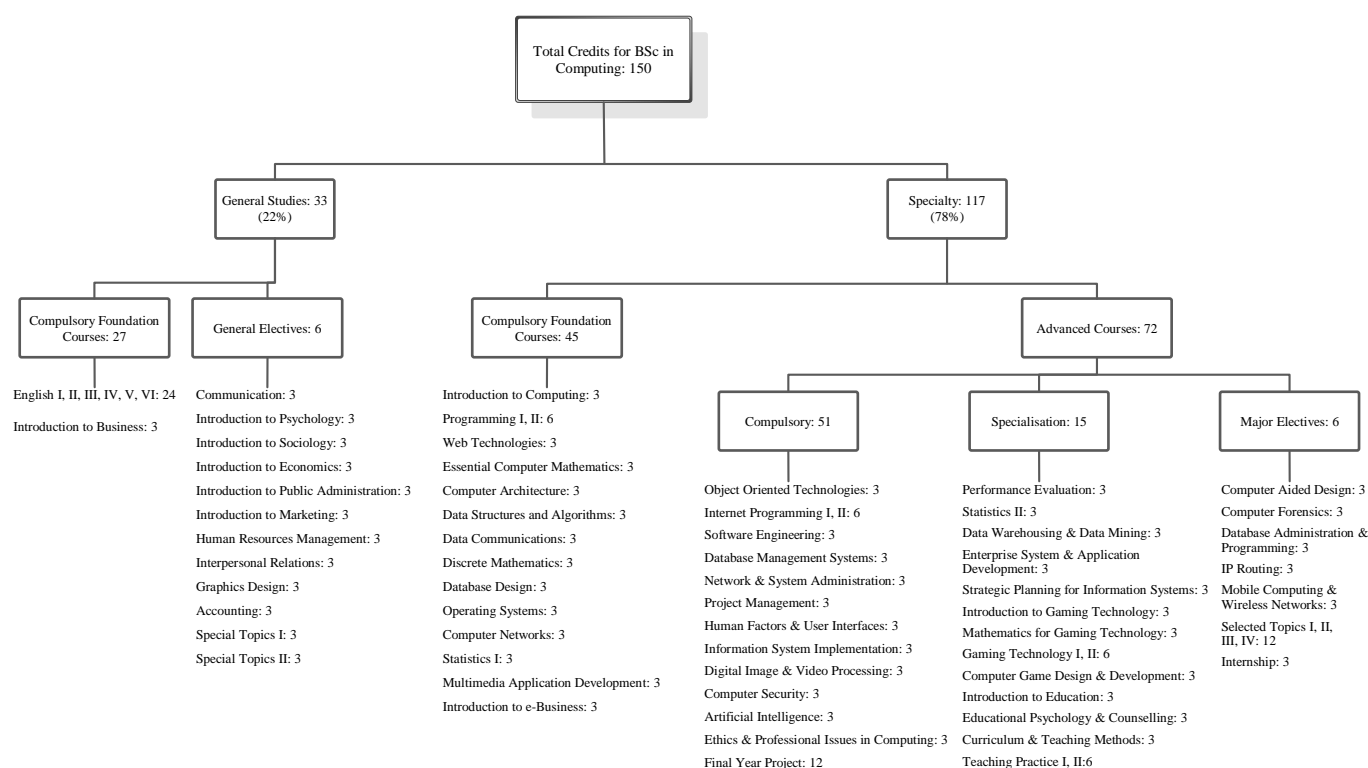 Total Credits for BSc in
Computing: 150
General Studies: 33
(22%)
Specialty: 117
(78%)
Compulsory Foundation
Courses: 27
General Electives: 6
Compulsory Foundation
Courses: 45
Advanced Courses: 72
English I, II, III, IV, V, VI: 24
Introduction to Business: 3
Communication: 3
Introduction to Psychology: 3
Introduction to Sociology: 3
Introduction to Economics: 3
Introduction to Public Administration: 3
Introduction to Marketing: 3
Human Resources Management: 3
Interpersonal Relations: 3
Graphics Design: 3
Accounting: 3
Special Topics I: 3
Special Topics II: 3
Introduction to Computing: 3
Programming I, II: 6
Web Technologies: 3
Essential Computer Mathematics: 3
Computer Architecture: 3
Data Structures and Algorithms: 3
Data Communications: 3
Discrete Mathematics: 3
Database Design: 3
Operating Systems: 3
Computer Networks: 3
Statistics I: 3
Multimedia Application Development: 3
Introduction to e-Business: 3
Compulsory: 51
Specialisation: 15
Major Electives: 6
Object Oriented Technologies: 3
Internet Programming I, II: 6
Software Engineering: 3
Database Management Systems: 3
Network & System Administration: 3
Project Management: 3
Human Factors & User Interfaces: 3
Information System Implementation: 3
Digital Image & Video Processing: 3
Computer Security: 3
Artificial Intelligence: 3
Ethics & Professional Issues in Computing: 3
Final Year Project: 12
Performance Evaluation: 3
Statistics II: 3
Data Warehousing & Data Mining: 3
Enterprise System & Application
Development: 3
Strategic Planning for Information Systems: 3
Introduction to Gaming Technology: 3
Mathematics for Gaming Technology: 3
Gaming Technology I, II: 6
Computer Game Design & Development: 3
Introduction to Education: 3
Educational Psychology & Counselling: 3
Curriculum & Teaching Methods: 3
Teaching Practice I, II:6
Computer Aided Design: 3
Computer Forensics: 3
Database Administration &
Programming: 3
IP Routing: 3
Mobile Computing &
Wireless Networks: 3
Selected Topics I, II,
III, IV: 12
Internship: 3